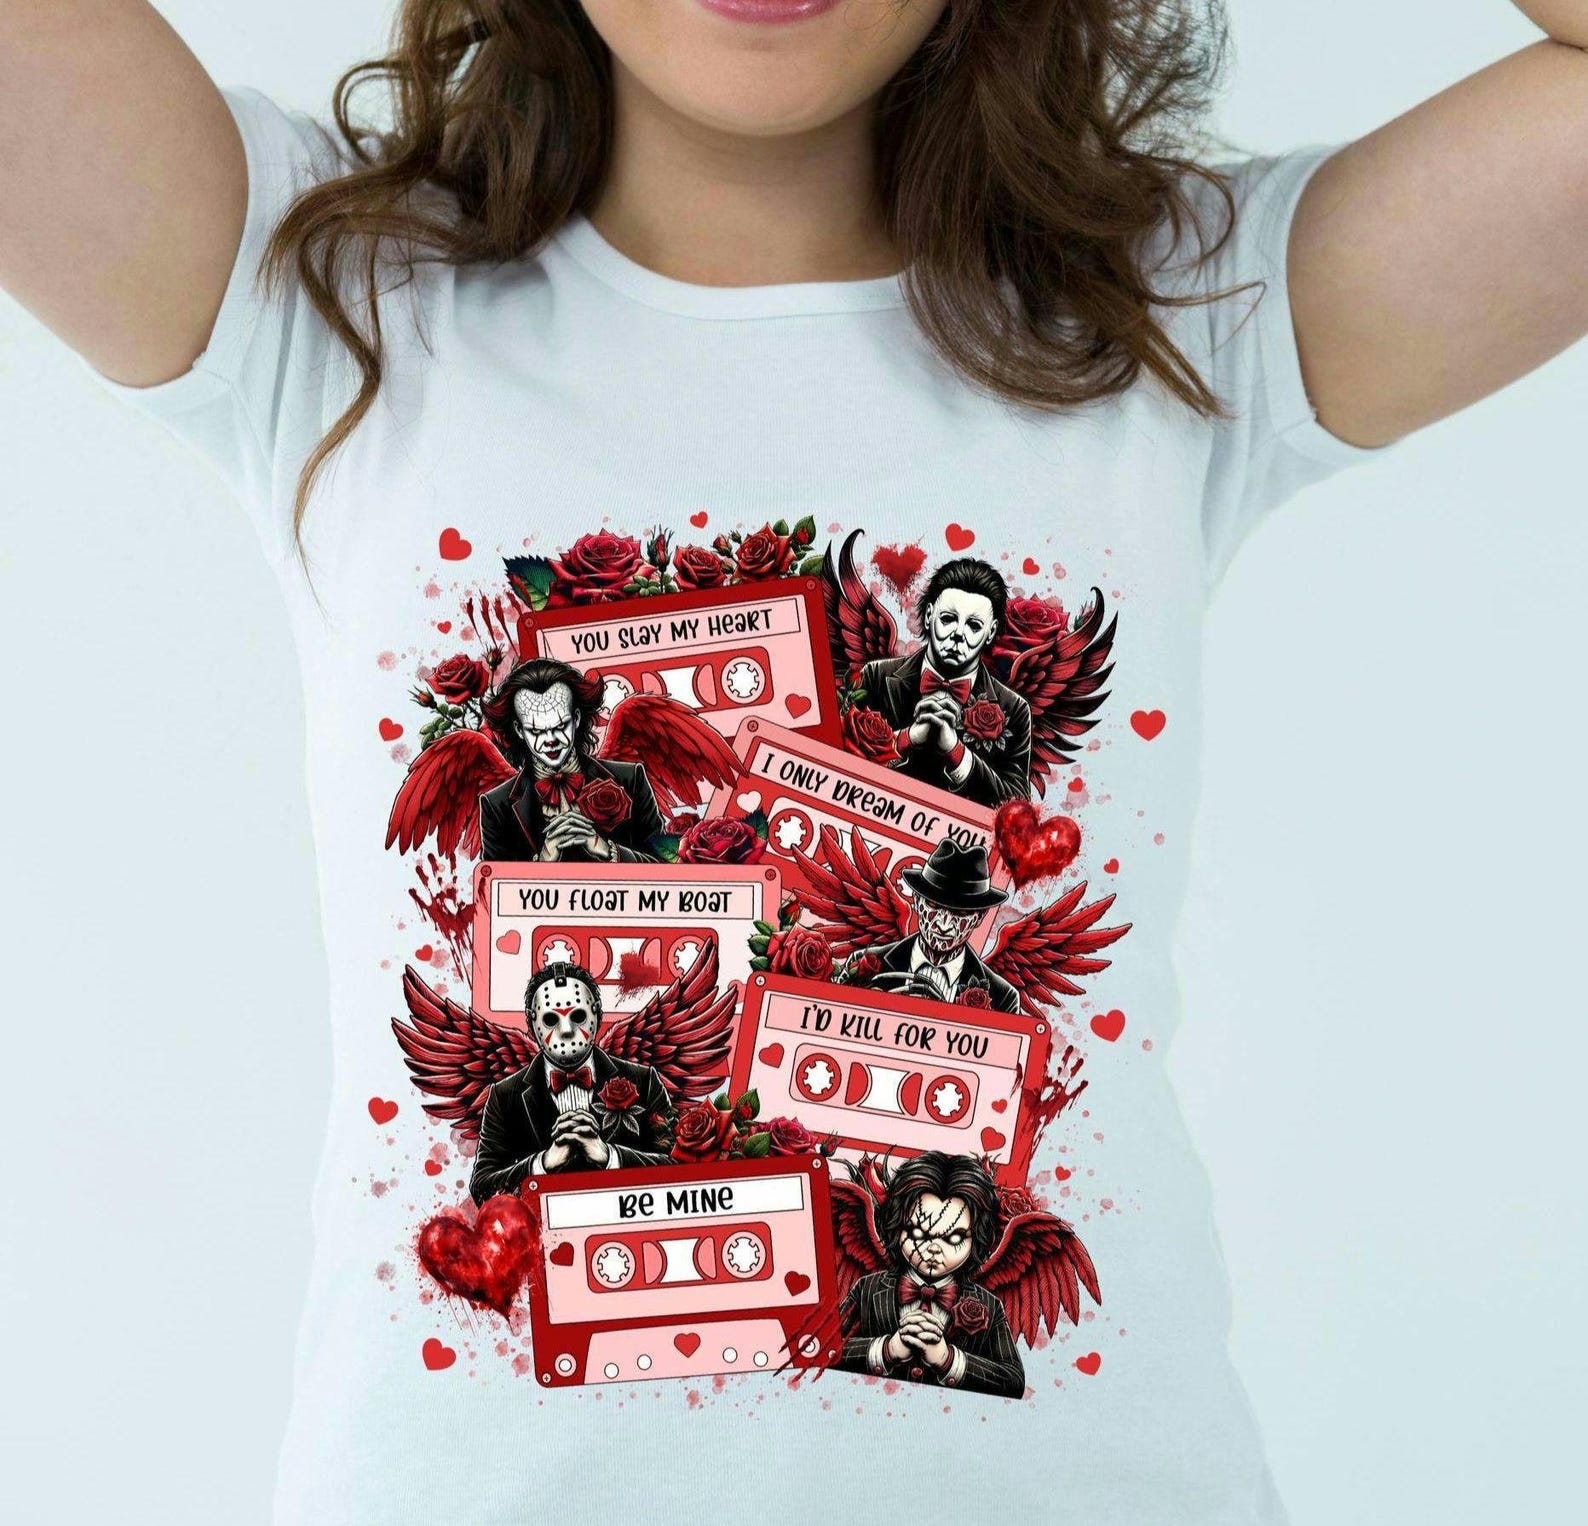 YOU SLAY MY HEART
I ONLY DREAM OF YOU
YOU FLOAT MY BOAT
I'D KILL FOR YOU
BE MINE